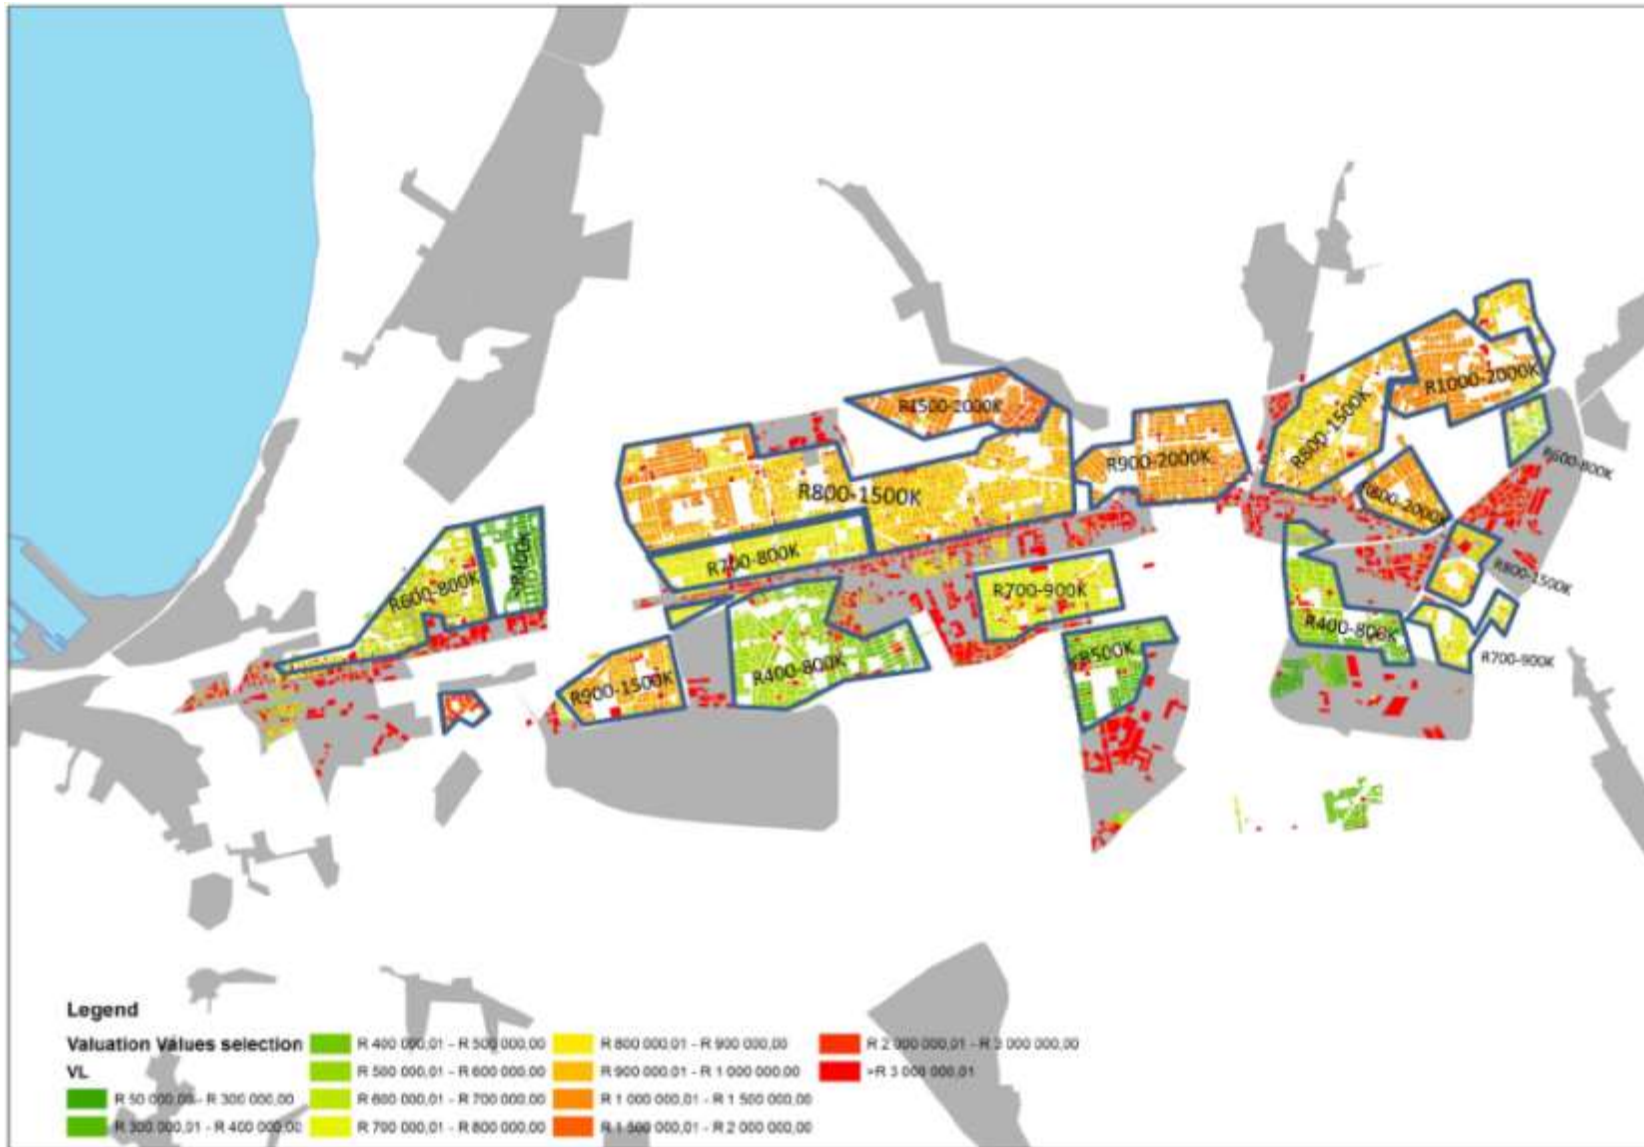 R1000-2000K
R1500-2000K
R800-1500K
R900-2000K
R600-800K
R800-1500K
R800-2000K
R700-800K
R600-800K
R700-900K
R800-1500K
R400-800K
R500K
R400-800K
R700-900K
R900-1500K
Legend
Valuation Values selection
VL
R 50 000,00 - R 300 000,00
R 300 000,01 - R 400 000,00
R 400 000,01 - R 500 000,00
R 500 000,01 - R 600 000,00
R 600 000,01 - R 700 000,00
R 700 000,01 - R 800 000,00
R 800 000,01 - R 900 000,00
R 900 000,01 - R 1 000 000,00
R 1 000 000,01 - R 1 500 000,00
R 1 500 000,01 - R 2 000 000,00
R 2 000 000,01 - R 3 000 000,00
>R 3 000 000,01